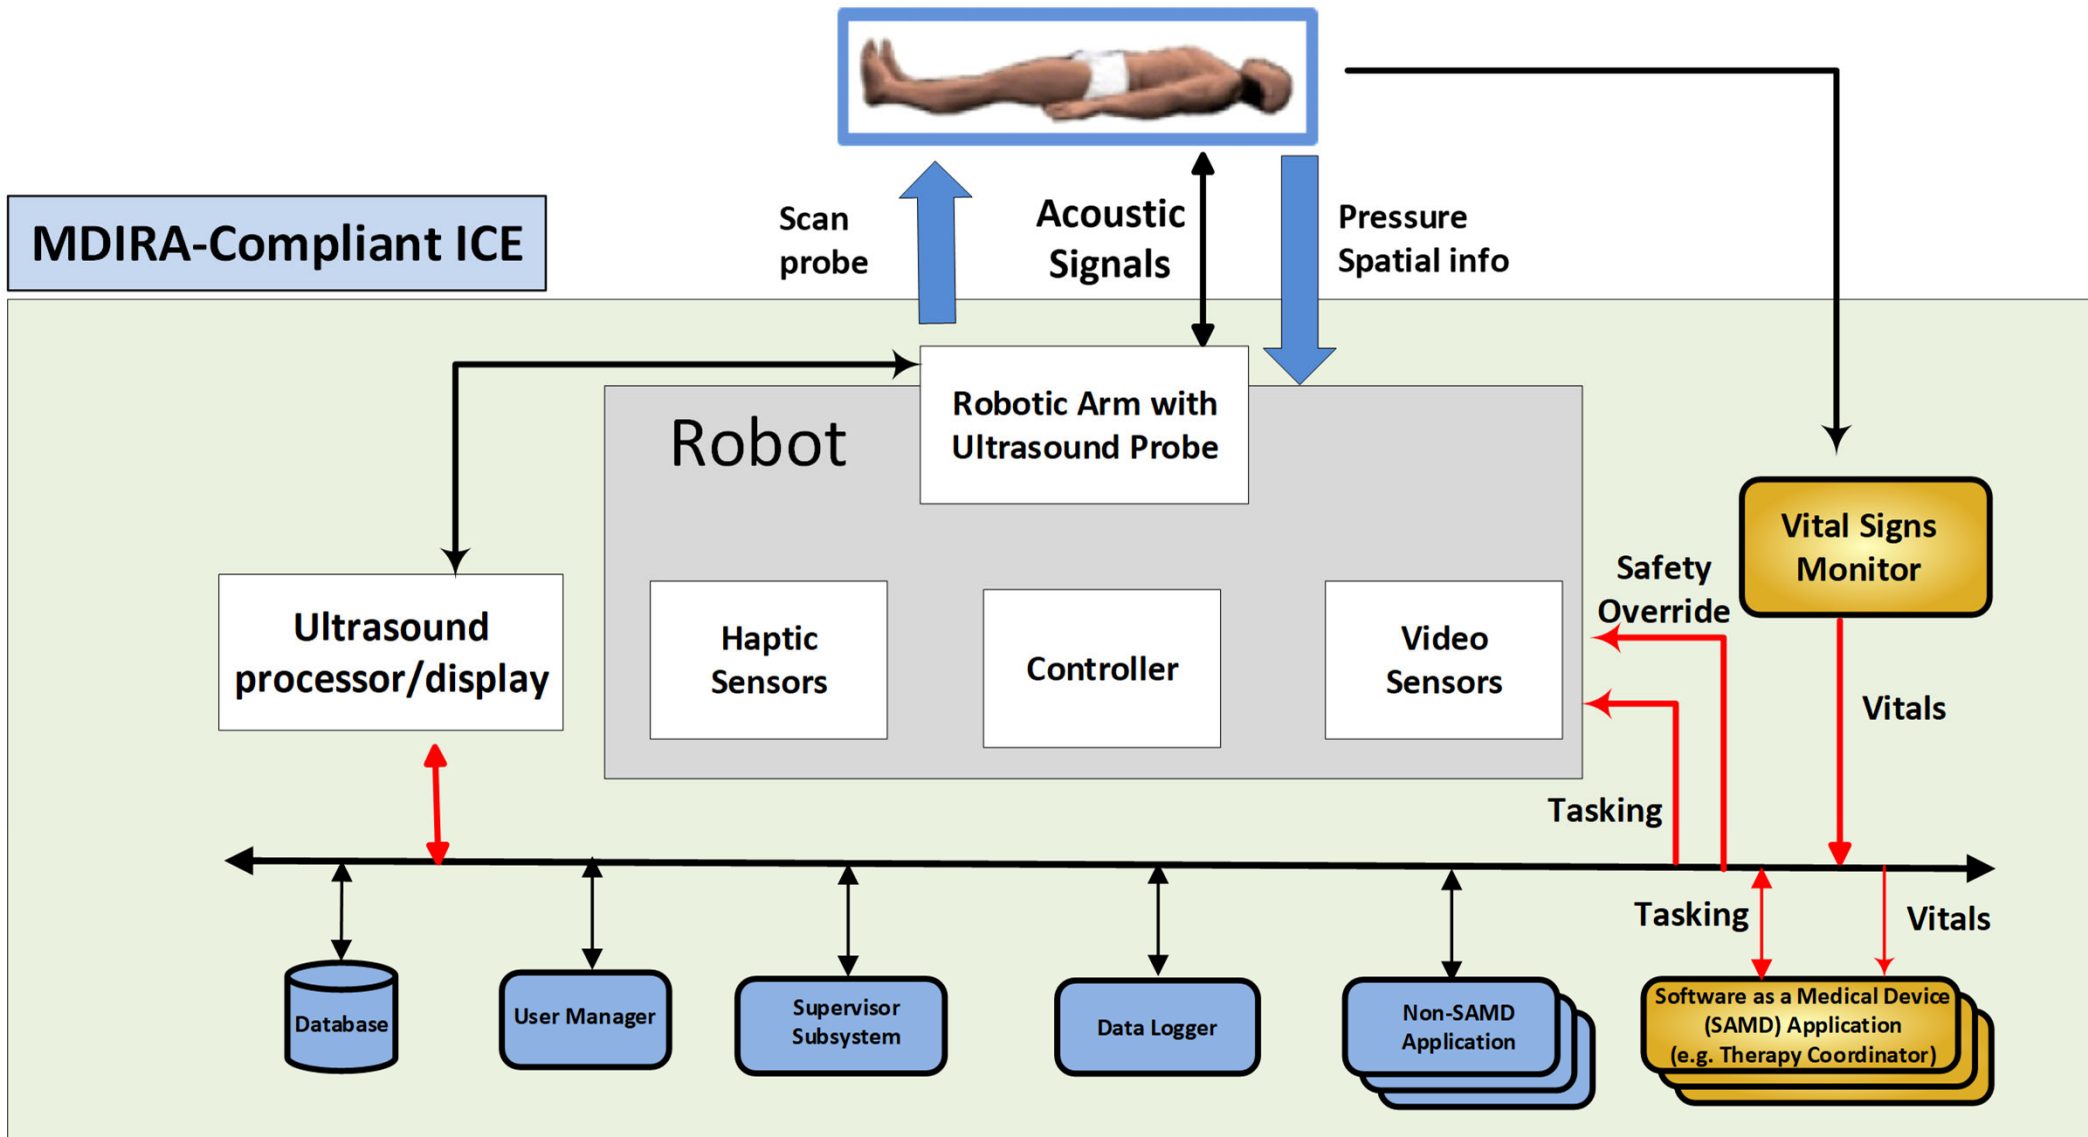 MDIRA-Compliant ICE
Scan
probe
Acoustic
Signals
Pressure
Spatial info
Robot
Robotic Arm with
Ultrasound Probe
Vital Signs
Monitor
Safety
Override
Ultrasound
processor/display
Haptic
Sensors
Controller
Video
Sensors
Vitals
Tasking
Tasking
Vitals
Database
User Manager
Supervisor
Subsystem
Data Logger
Non-SAMD
Application
Software as a Medical Device
(SAMD) Application
(e.g. Therapy Coordinator)